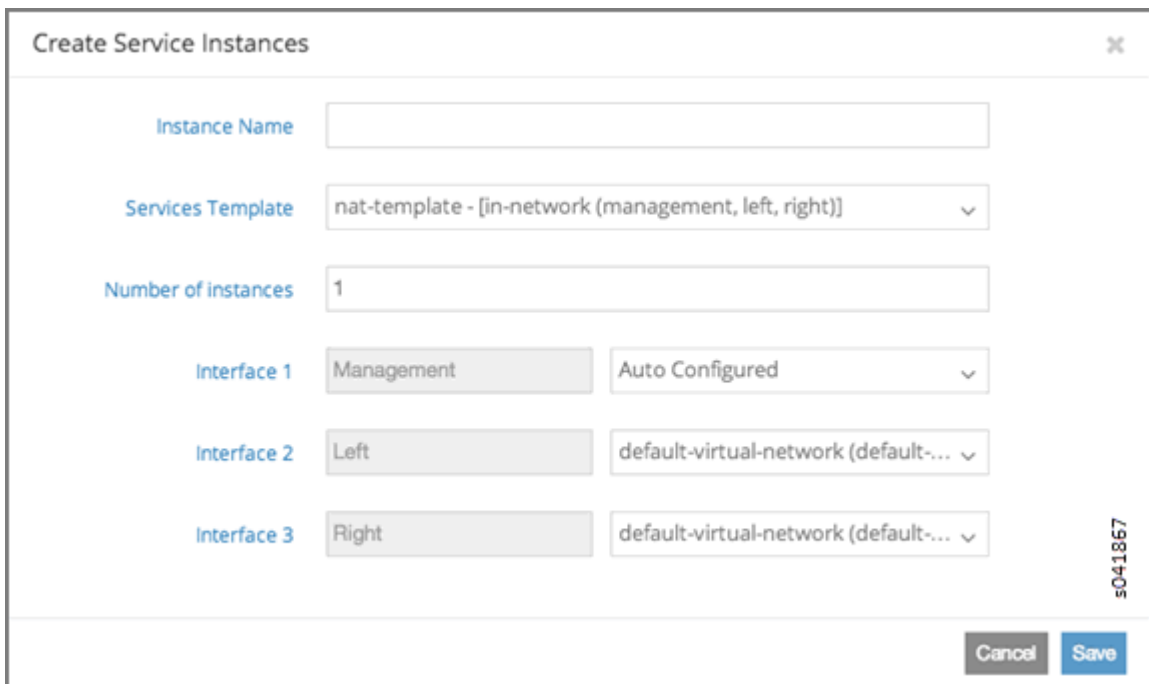 Create Service Instances
Instance Name
Services Template nat-template - [in-network (management, left, right)]
Number of instances 1
Interface 1 Management Auto Configured
Interface 2 Left default-virtual-network (default-...
Interface 3 Right default-virtual-network (default-...
s041867
Cancel Save